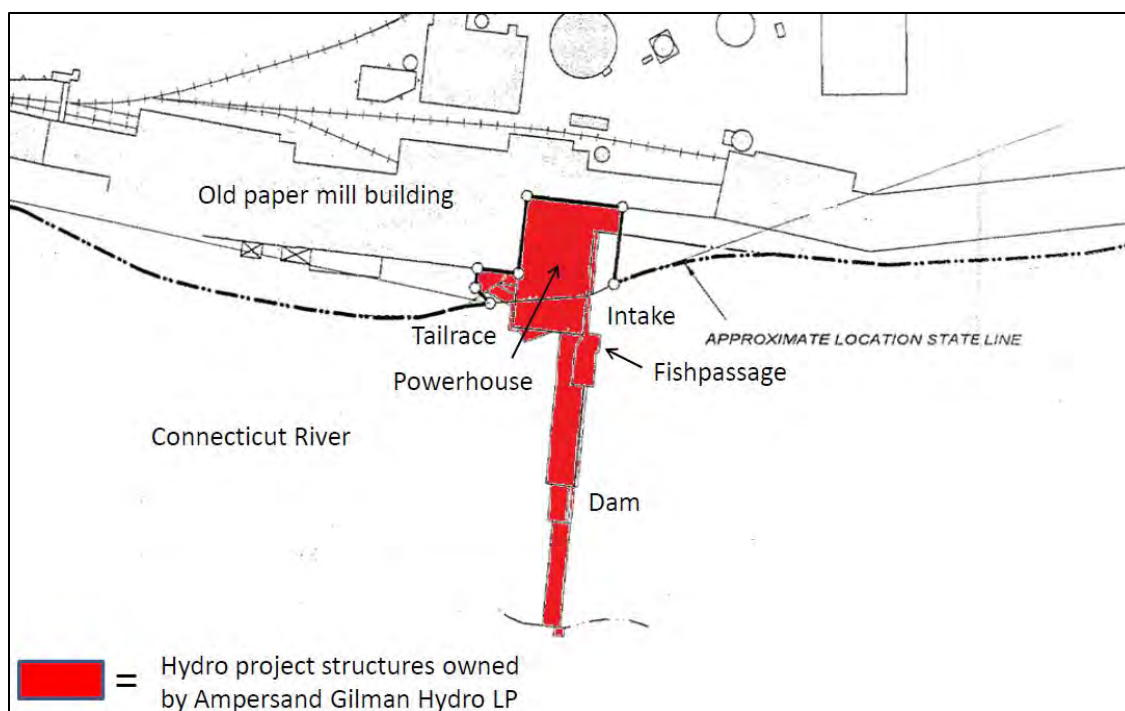 Old paper mill building
Tailrace
Intake
APPROXIMATE LOCATION STATE LINE
Powerhouse
Fishpassage
Connecticut River
Dam
= Hydro project structures owned
by Ampersand Gilman Hydro LP